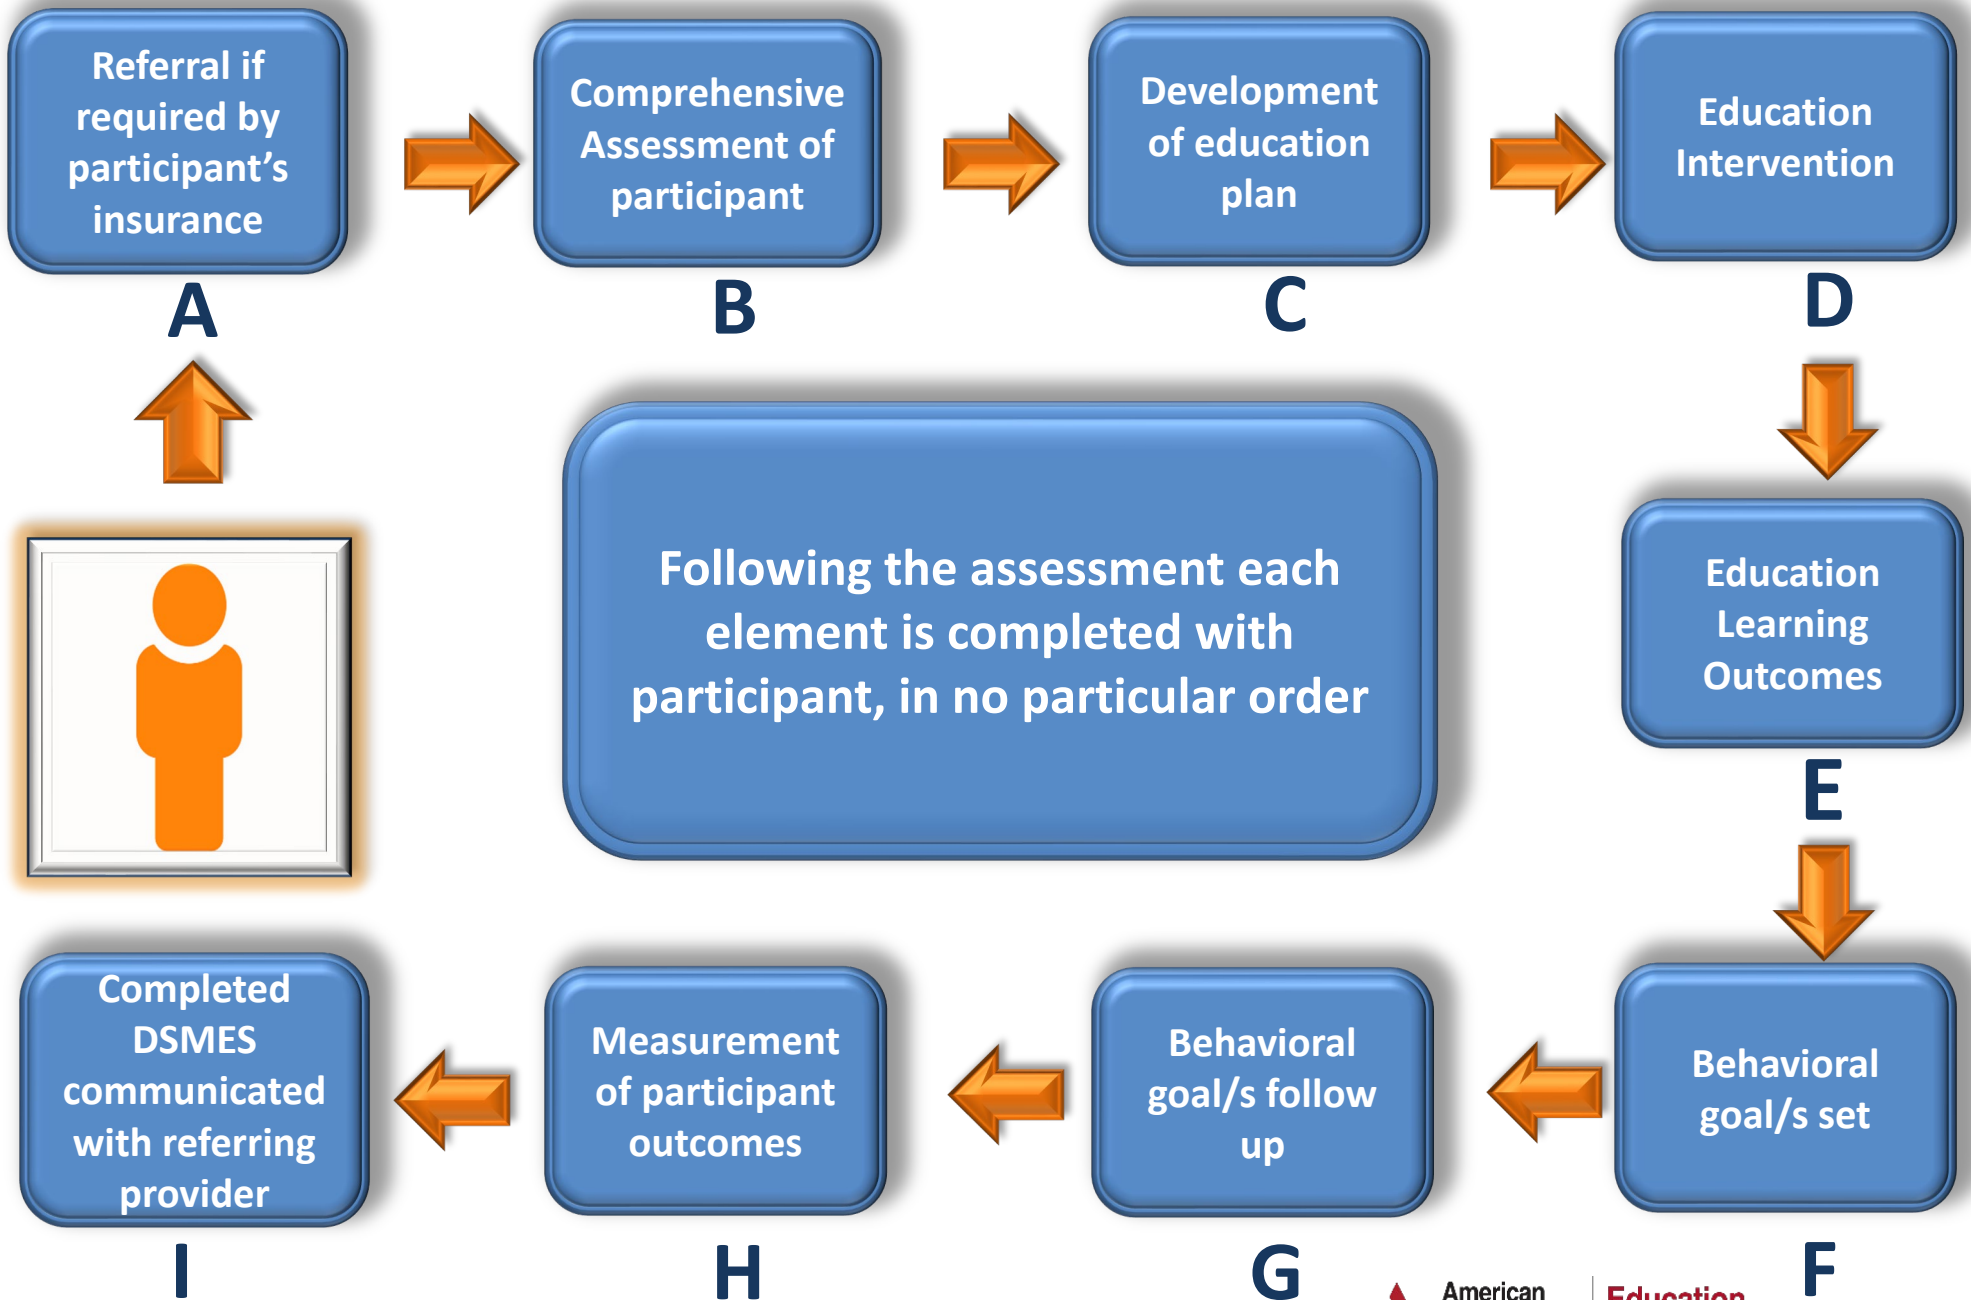 Referral if
required by
participant’s
insurance
A
Comprehensive
Assessment of
participant
B
Development
of education
plan
C
Education
Intervention
D
Following the assessment each
element is completed with
participant, in no particular order
Education
Learning
Outcomes
E
Behavioral
goal/s set
F
Behavioral
goal/s follow
up
G
Measurement
of participant
outcomes
H
Completed
DSMES
communicated
with referring
provider
I
American
Education